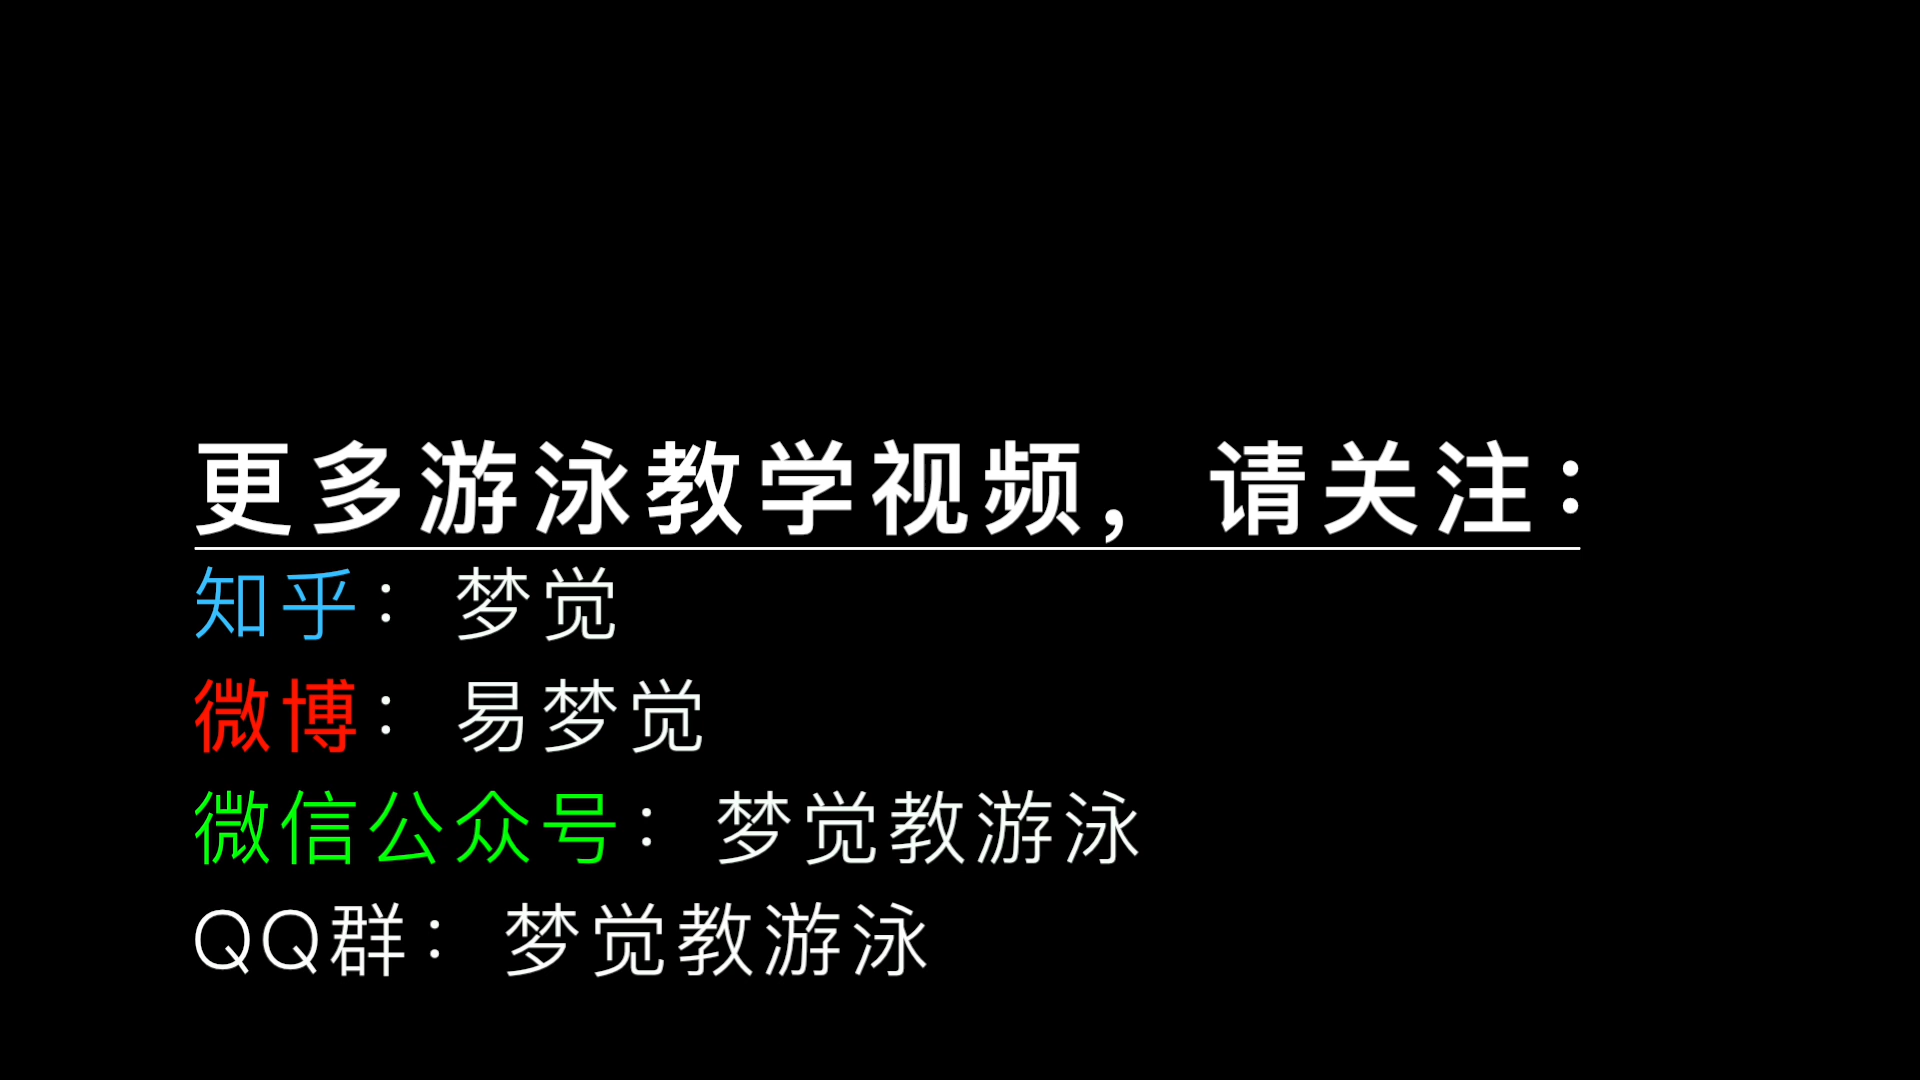 更多游泳教学视频，请关注：
知乎：梦觉
微博：易梦觉
微信公众号：梦觉教游泳
QQ群：梦觉教游泳